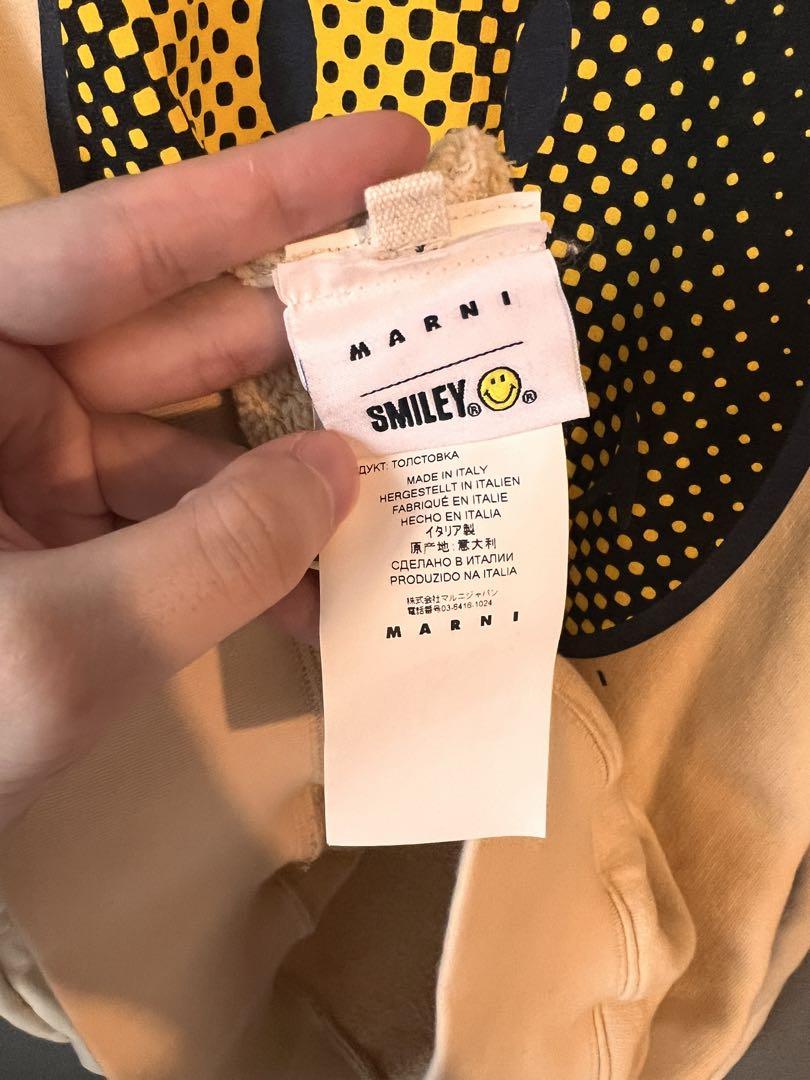 MARNI
SMILEY® ®
ДУКТ: ТОЛСТОВКА
MADE IN ITALY
HERGESTELLT IN ITALIEN
FABRIQUÉ EN ITALIE
HECHO EN ITALIA
イタリア製
原产地:意大利
СДЕЛАНО В ИТАЛИИ
PRODUZIDO NA ITALIA
株式会社マルニジャパン
電話番号03-6416-1024
MARNI